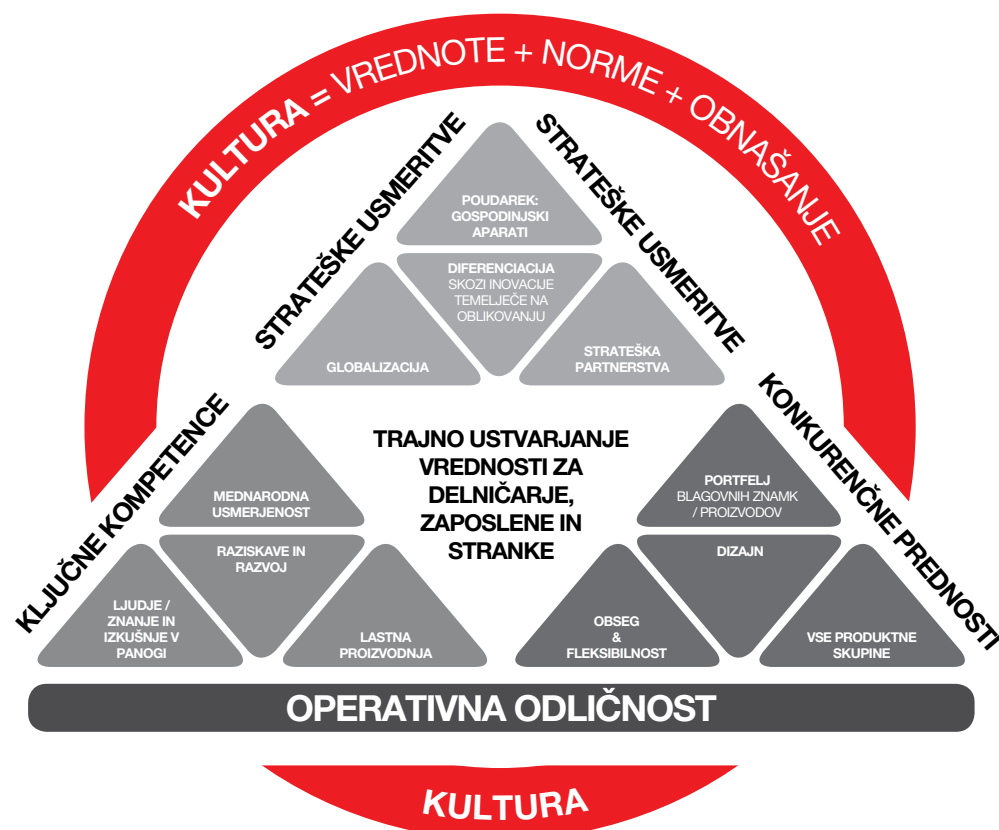 KULTURA = VREDNOTE + NORME + OBNAŠANJE
STRATEŠKE USMERITVE
STRATEŠKE USMERITVE
POUDAREK:
GOSPODINJSKI
APARATI
DIFERENCIACIJA
SKOZI INOVACIJE
TEMELJEČE NA
OBLIKOVANJU
GLOBALIZACIJA
STRATEŠKA
PARTNERSTVA
KLJUČNE KOMPETENCE
KONKURENČNE PREDNOSTI
TRAJNO USTVARJANJE
VREDNOSTI ZA
DELNIČARJE,
ZAPOSLENE IN
STRANKE
MEDNARODNA
USMERJENOST
RAZISKAVE IN
RAZVOJ
LJUDJE /
ZNANJE IN
IZKUŠNJE V
PANOGI
LASTNA
PROIZVODNJA
PORTFELJ
BLAGOVNIH ZNAMK
/ PROIZVODOV
DIZAJN
OBSEG
&
FLEKSIBILNOST
VSE PRODUKTNE
SKUPINE
OPERATIVNA ODLIČNOST
KULTURA